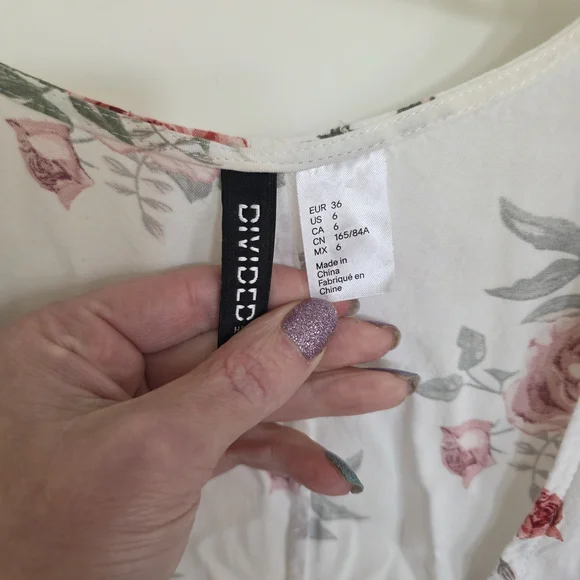 DIVIDED
EUR 36
US 6
CA 6
CN 165/84A
MX 6
Made in
China
Fabriqué en
Chine